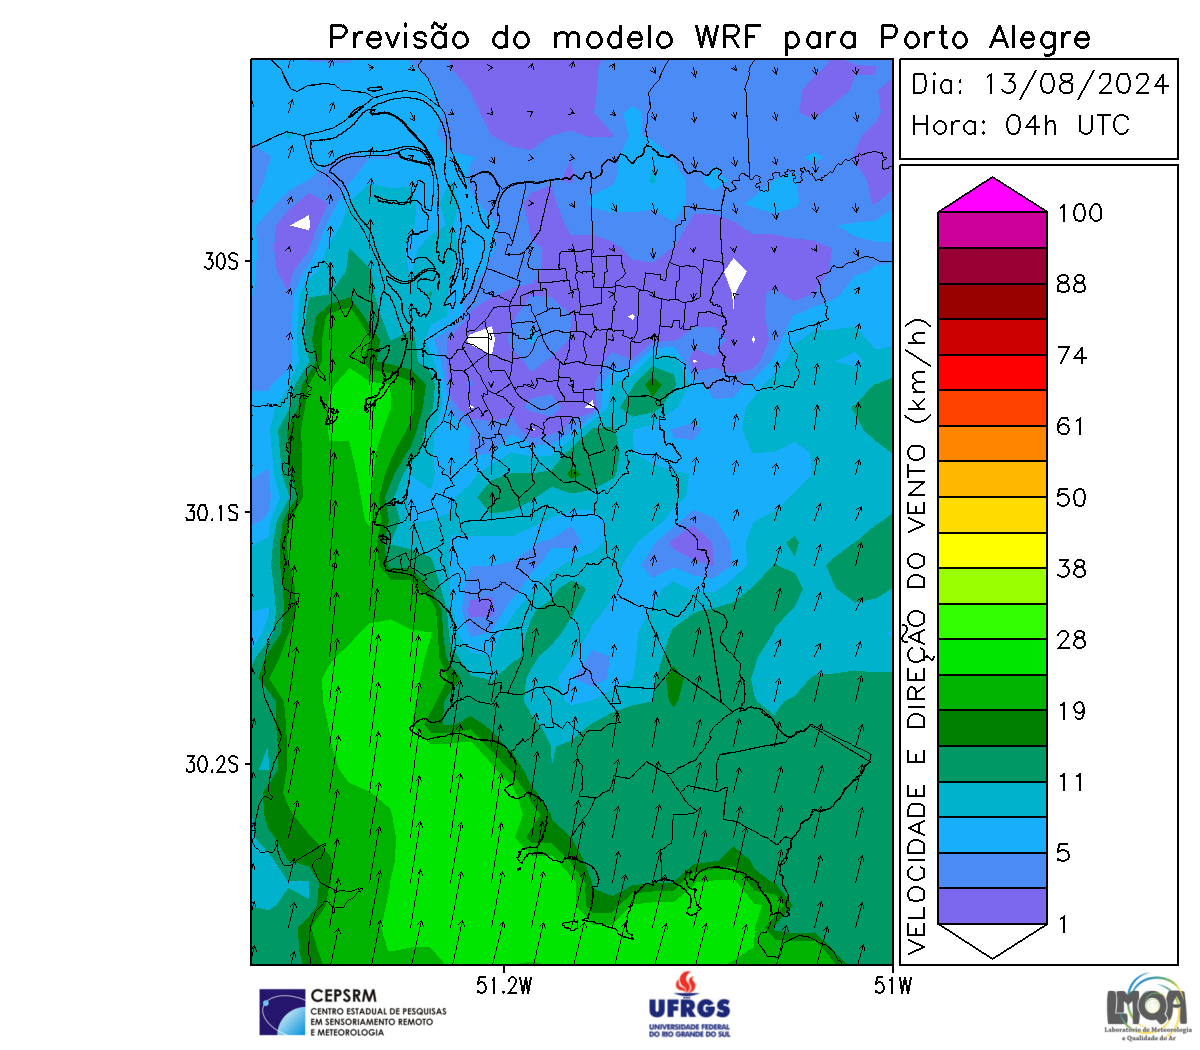 Previsão do modelo WRF para Porto Alegre
Dia: 13/08/2024
Hora: 04h UTC
100
88
74
61
50
38
28
19
11
5
1
VELOCIDADE E DIREÇÃO DO VENTO (km/h)
30S
30.1S
30.2S
51.2W
51W
CEPSRM
CENTRO ESTADUAL DE PESQUISAS
EM SENSORIAMENTO REMOTO
E METEOROLOGIA
UFRGS
UNIVERSIDADE FEDERAL
DO RIO GRANDE DO SUL
LMQA
Laboratório de Meteorologia
e Qualidade do Ar